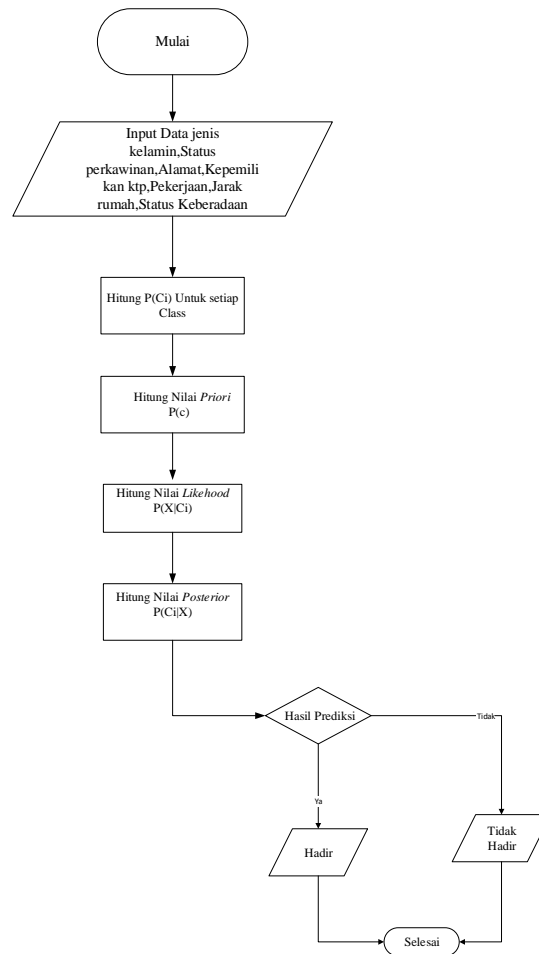 Mulai
Input Data jenis
kelamin,Status
perkawinan,Alamat,Kepemili
kan ktp,Pekerjaan,Jarak
rumah,Status Keberadaan
Hitung P(Ci) Untuk setiap
Class
Hitung Nilai Priori
P(c)
Hitung Nilai Likehood
P(X|Ci)
Hitung Nilai Posterior
P(Ci|X)
Hasil Prediksi
Tidak
Ya
Hadir
Tidak
Hadir
Selesai